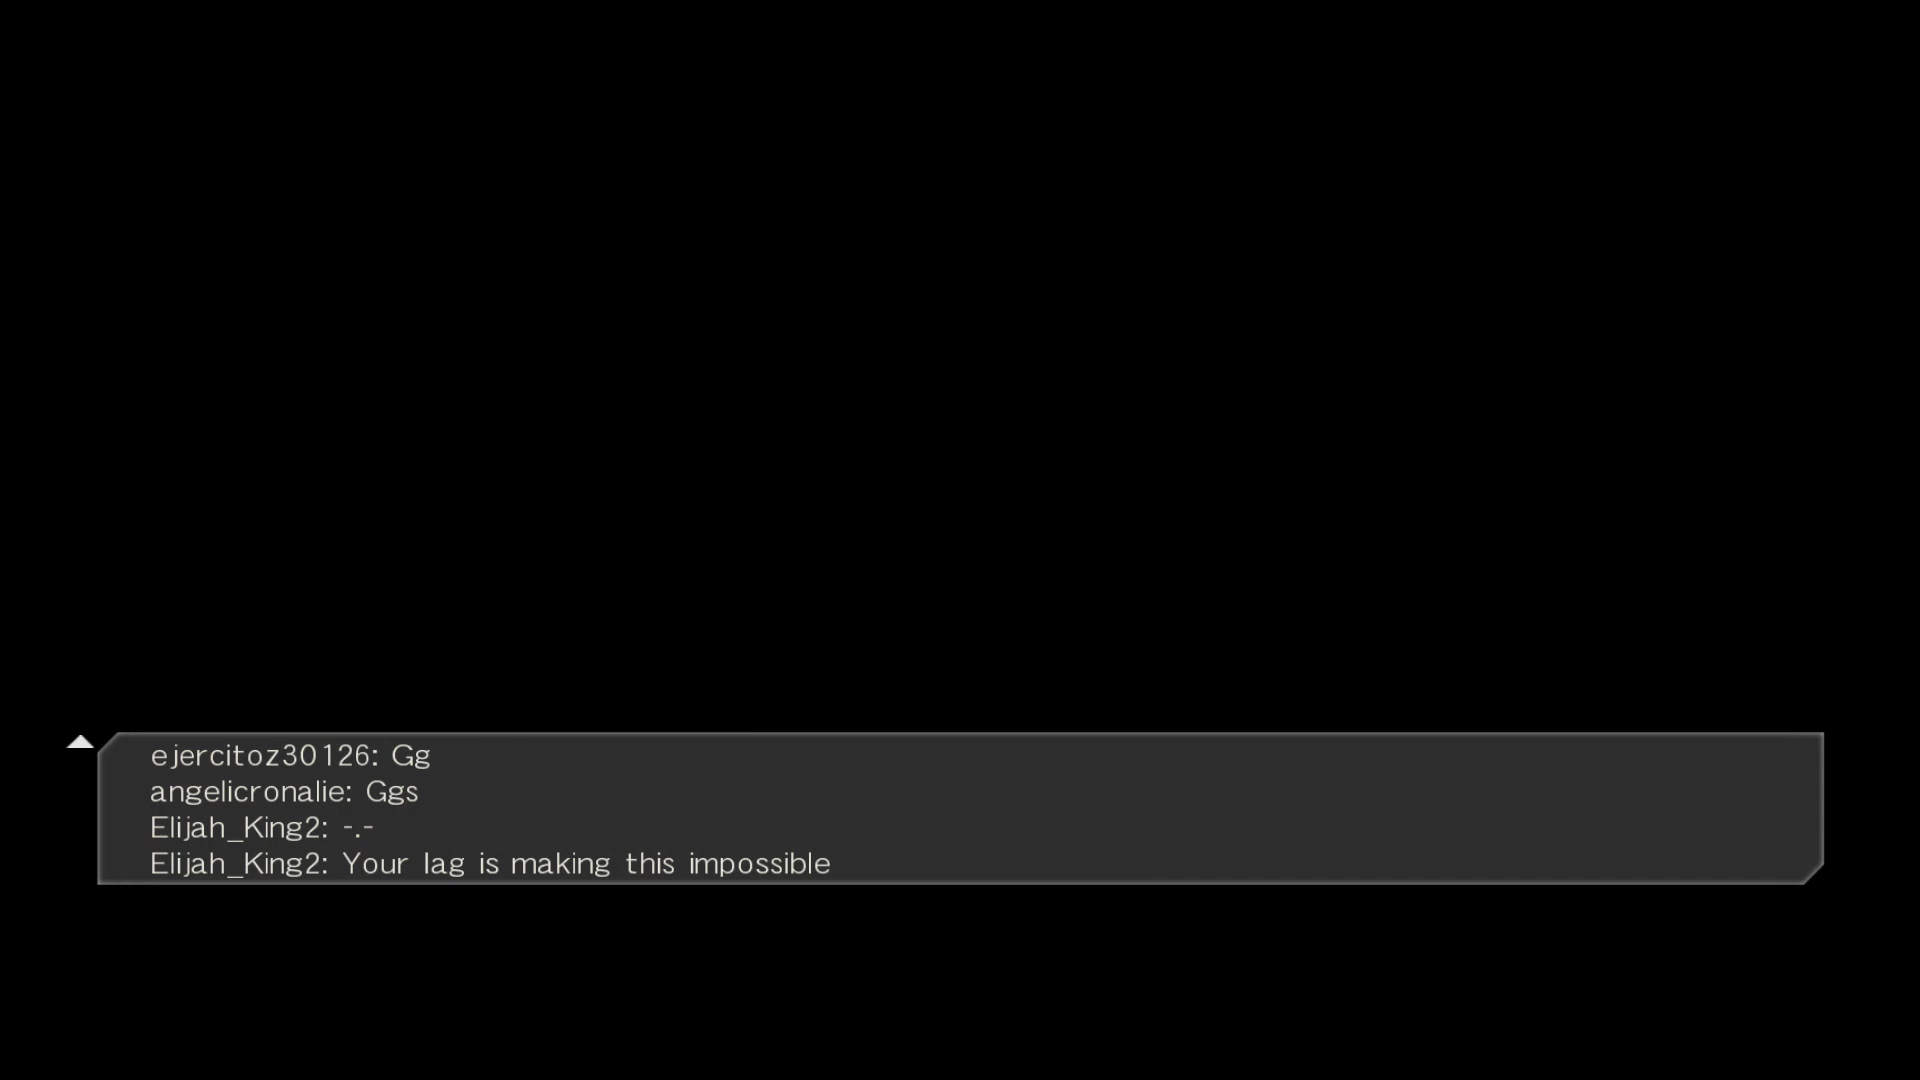 ejercitoz30126: Gg
angelicronalie: Ggs
Elijah_King2: -.-
Elijah_King2: Your lag is making this impossible